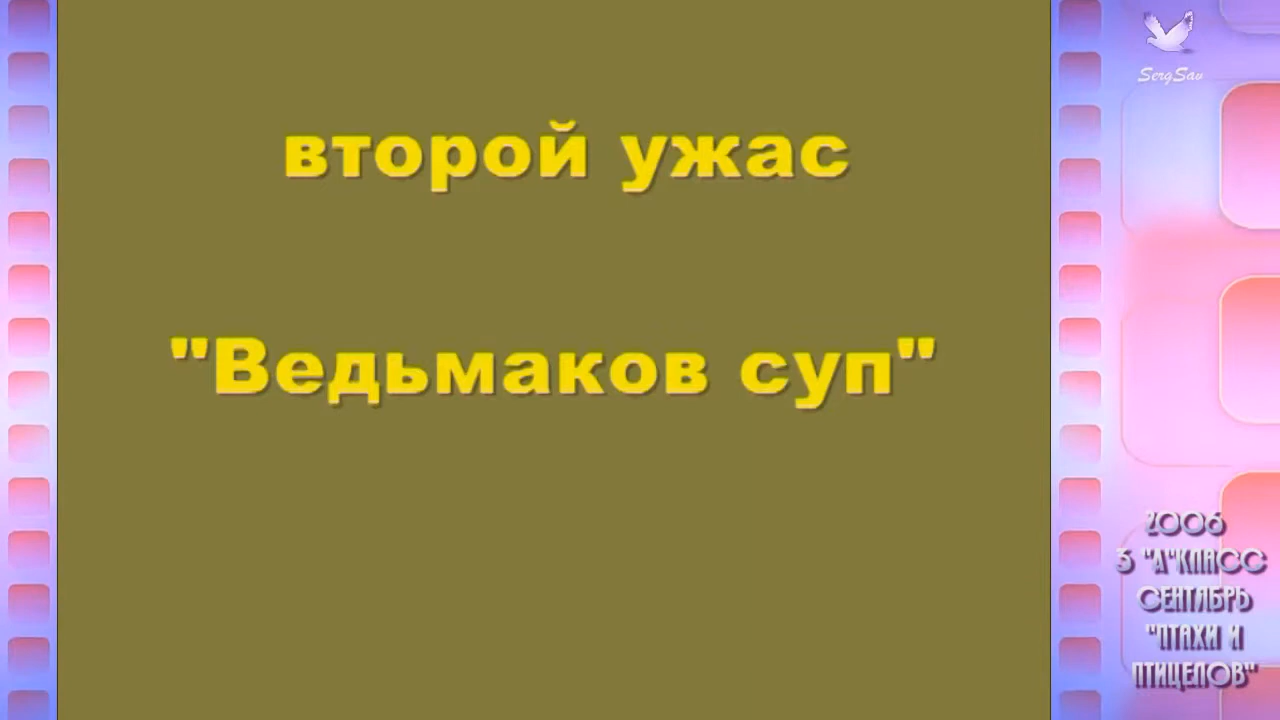 второй ужас
"Ведьмаков суп"
SergSav
2006
3 "А"КЛАСС
СЕНТЯБРЬ
"ПТАХИ И
ПТИЦЕЛОВ"